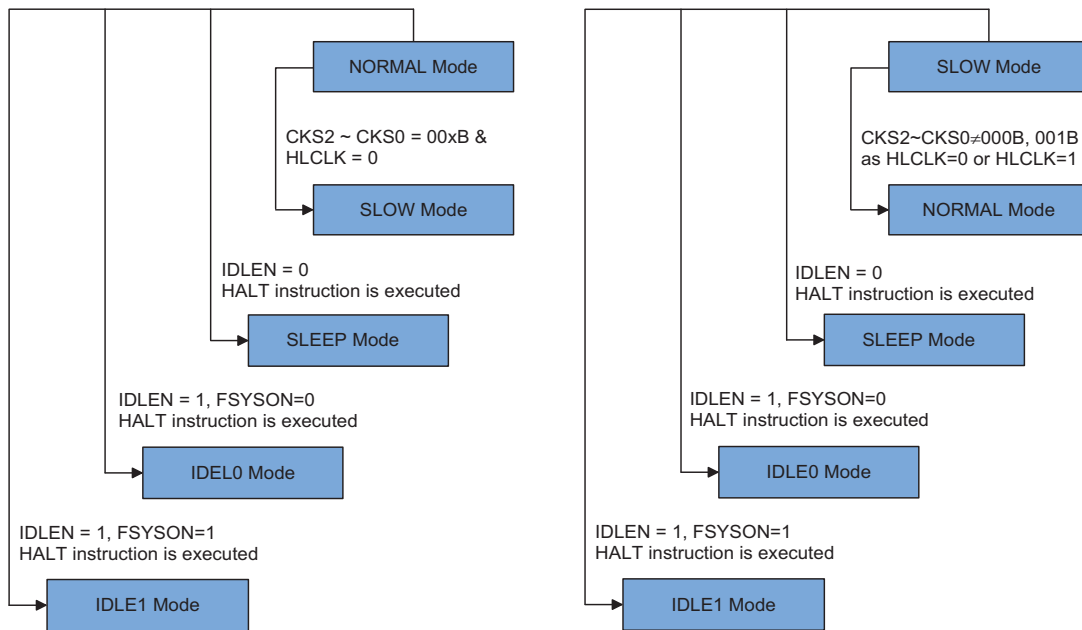 NORMAL Mode
CKS2 ~ CKS0 = 00xB &
HLCLK = 0
SLOW Mode
IDLEN = 0
HALT instruction is executed
SLEEP Mode
IDLEN = 1, FSYSON=0
HALT instruction is executed
IDEL0 Mode
IDLEN = 1, FSYSON=1
HALT instruction is executed
IDLE1 Mode
SLOW Mode
CKS2~CKS0≠000B, 001B
as HLCLK=0 or HLCLK=1
NORMAL Mode
IDLEN = 0
HALT instruction is executed
SLEEP Mode
IDLEN = 1, FSYSON=0
HALT instruction is executed
IDLE0 Mode
IDLEN = 1, FSYSON=1
HALT instruction is executed
IDLE1 Mode